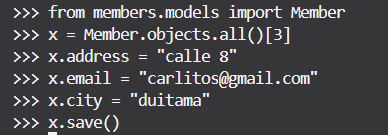 >>> from members.models import Member
>>> x = Member.objects.all()[3]
>>> x.address = "calle 8"
>>> x.email = "carlitos@gmail.com"
>>> x.city = "duitama"
>>> x.save()